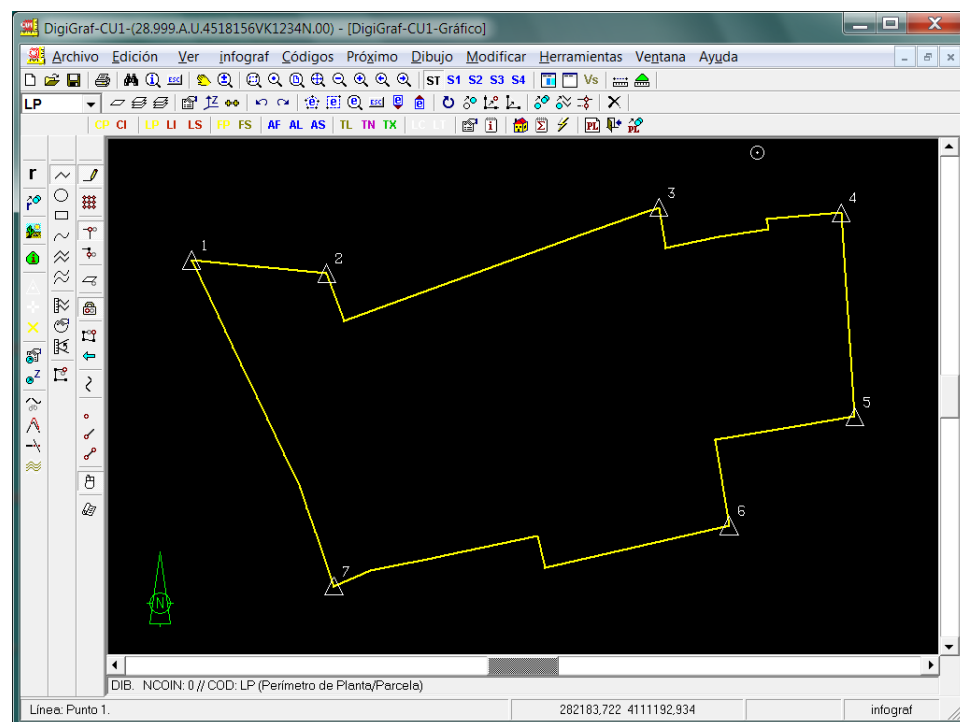 DigiGraf-CU1-(28.999.A.U.4518156VK1234N.00) - [DigiGraf-CU1-Gráfico]
Archivo Edición Ver infograf Códigos Próximo Dibujo Modificar Herramientas Ventana Ayuda
ST S1 S2 S3 S4 Vs
LP
CP CI LP LI LS FP FS AF AL AS TL TN TX LC LT
1
2
3
4
5
6
7
N
DIB. NCOIN: 0 // COD: LP (Perímetro de Planta/Parcela)
Línea: Punto 1. 282183,722 4111192,934 infograf